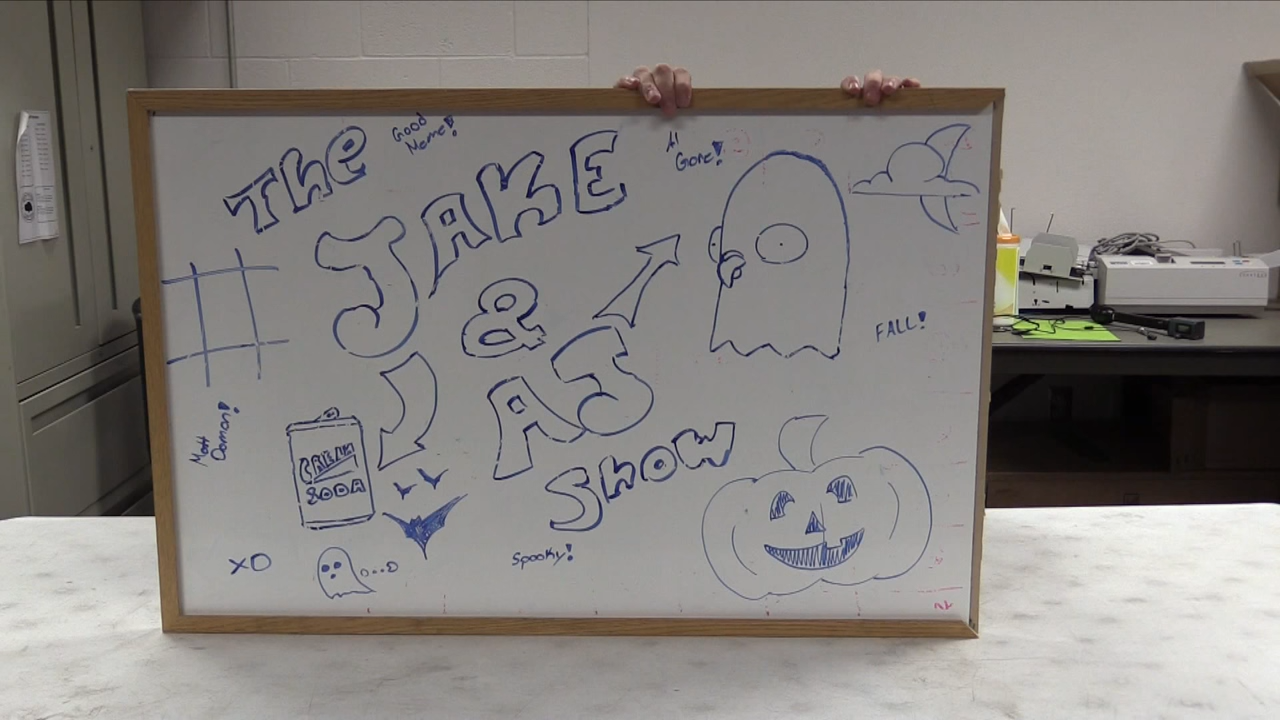 The
Good
Name!
JAKE
Al
Gore!
&
FALL!
AJ
Matt
Damon!
SHOW
CREAM
SODA
Spooky!
XO